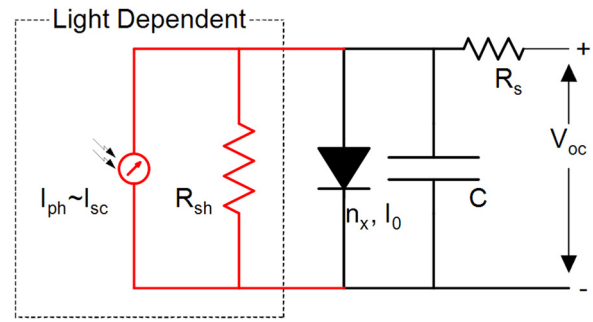 Light Dependent
+
Rs
Voc
Iph~Isc
Rsh
nx, I0
C
-